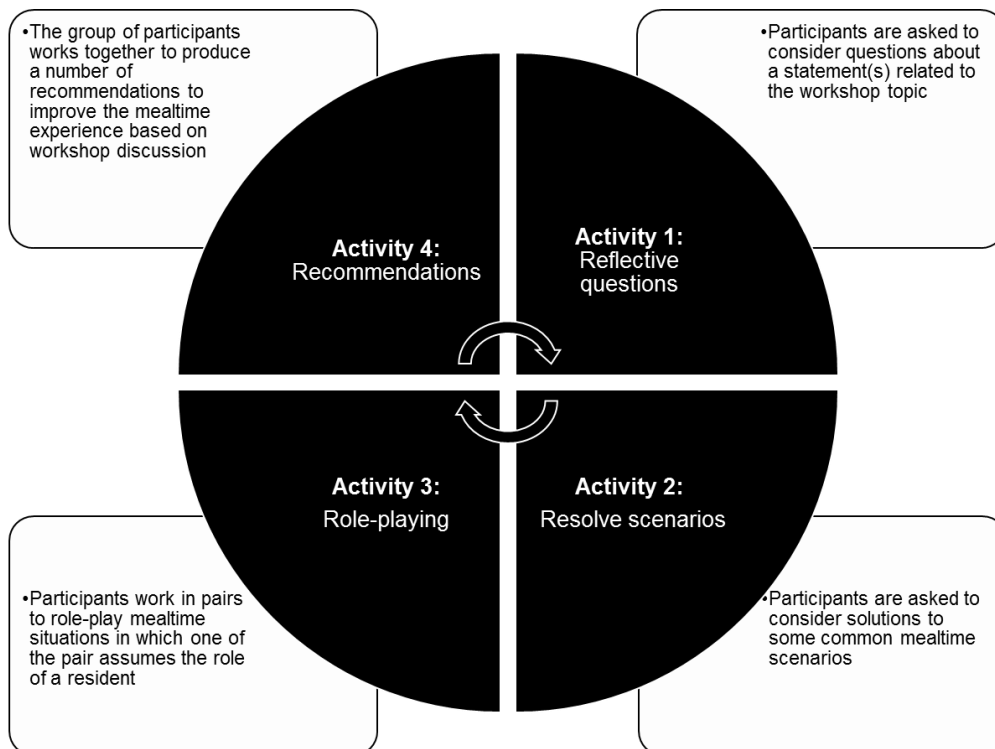 •The group of participants
works together to produce
a number of
recommendations to
improve the mealtime
experience based on
workshop discussion
•Participants are asked to
consider questions about
a statement(s) related to
the workshop topic
Activity 4:
Recommendations
Activity 1:
Reflective
questions
Activity 3:
Role-playing
Activity 2:
Resolve scenarios
•Participants work in pairs
to role-play mealtime
situations in which one of
the pair assumes the role
of a resident
•Participants are asked to
consider solutions to
some common mealtime
scenarios